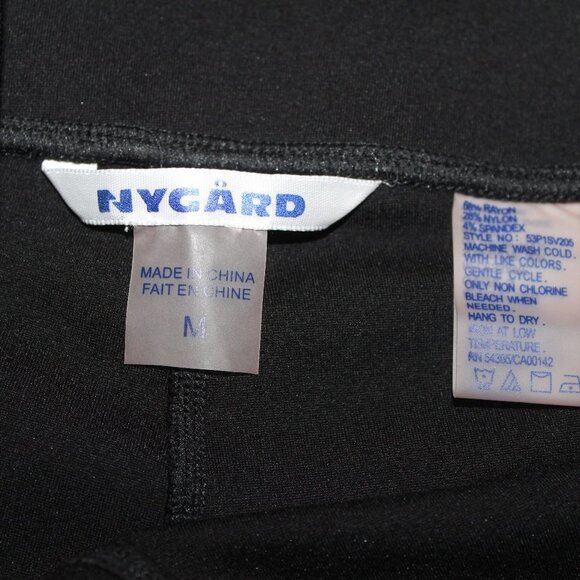 NYGÅRD
MADE IN CHINA
FAIT EN CHINE
M
68% RAYON
28% NYLON
4% SPANDEX
STYLE NO : 53P1SV205
MACHINE WASH COLD.
WITH LIKE COLORS.
GENTLE CYCLE.
ONLY NON CHLORINE
BLEACH WHEN
NEEDED.
HANG TO DRY.
IRON AT LOW
TEMPERATURE.
RN 54395/CA00142